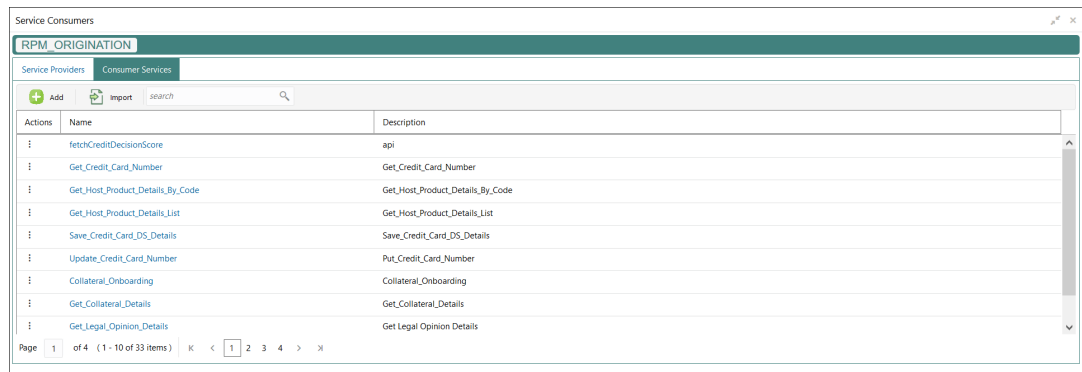 Service Consumers
RPM_ORIGINATION
Service Providers Consumer Services
Add Import search
Actions Name Description
fetchCreditDecisionScore api
Get_Credit_Card_Number Get_Credit_Card_Number
Get_Host_Product_Details_By_Code Get_Host_Product_Details_By_Code
Get_Host_Product_Details_List Get_Host_Product_Details_List
Save_Credit_Card_DS_Details Save_Credit_Card_DS_Details
Update_Credit_Card_Number Put_Credit_Card_Number
Collateral_Onboarding Collateral_Onboarding
Get_Collateral_Details Get_Collateral_Details
Get_Legal_Opinion_Details Get Legal Opinion Details
Page 1 of 4 (1 - 10 of 33 items) 1 2 3 4